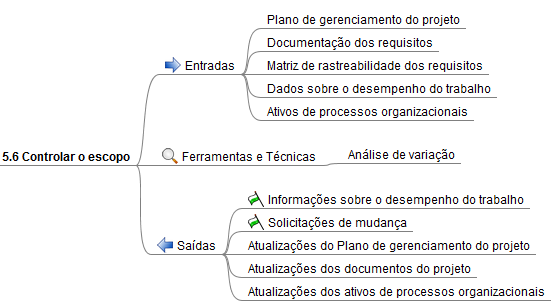 5.6 Controlar o escopo
Entradas
Plano de gerenciamento do projeto
Documentação dos requisitos
Matriz de rastreabilidade dos requisitos
Dados sobre o desempenho do trabalho
Ativos de processos organizacionais
Ferramentas e Técnicas
Análise de variação
Saídas
Informações sobre o desempenho do trabalho
Solicitações de mudança
Atualizações do Plano de gerenciamento do projeto
Atualizações dos documentos do projeto
Atualizações dos ativos de processos organizacionais